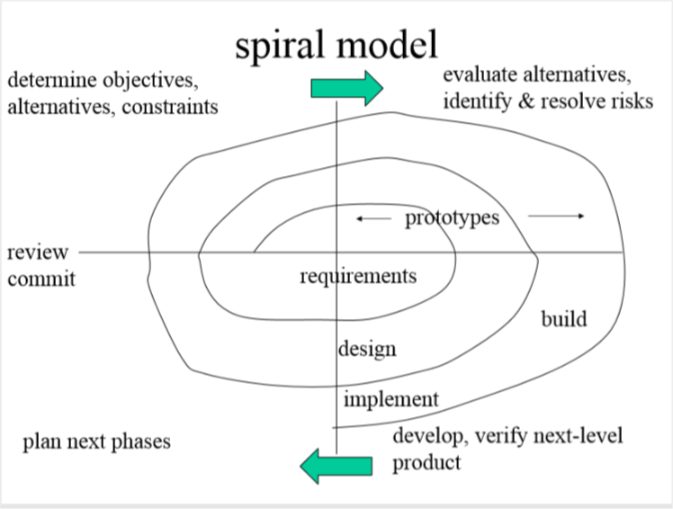 spiral model
determine objectives,
alternatives, constraints
evaluate alternatives,
identify & resolve risks
prototypes
review
commit
requirements
build
design
implement
plan next phases
develop, verify next-level
product